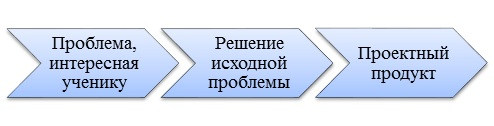 Проблема,
интересная
ученику
Решение
исходной
проблемы
Проектный
продукт